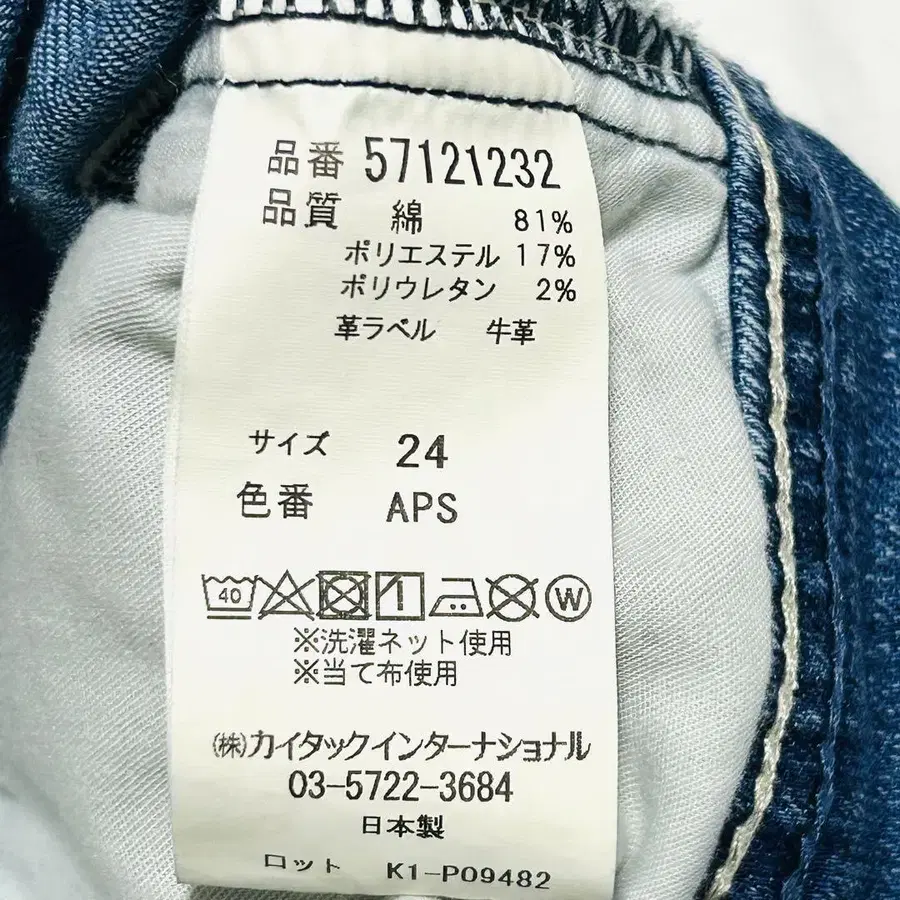 品番 57121232
品質 綿 81%
ポリエステル 17%
ポリウレタン 2%
革ラベル 牛革
サイズ 24
色番 APS
40 W
※洗濯ネット使用
※当て布使用
㈱カイタックインターナショナル
03-5722-3684
日本製
ロット K1-P09482